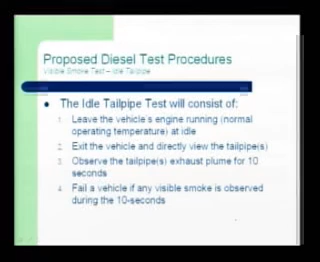 Proposed Diesel Test Procedures
Visible Smoke Test – Idle Tailpipe
The Idle Tailpipe Test will consist of:
1. Leave the vehicle's engine running (normal
operating temperature) at idle
2. Exit the vehicle and directly view the tailpipe(s)
3. Observe the tailpipe(s) exhaust plume for 10
seconds
4. Fail a vehicle if any visible smoke is observed
during the 10-seconds